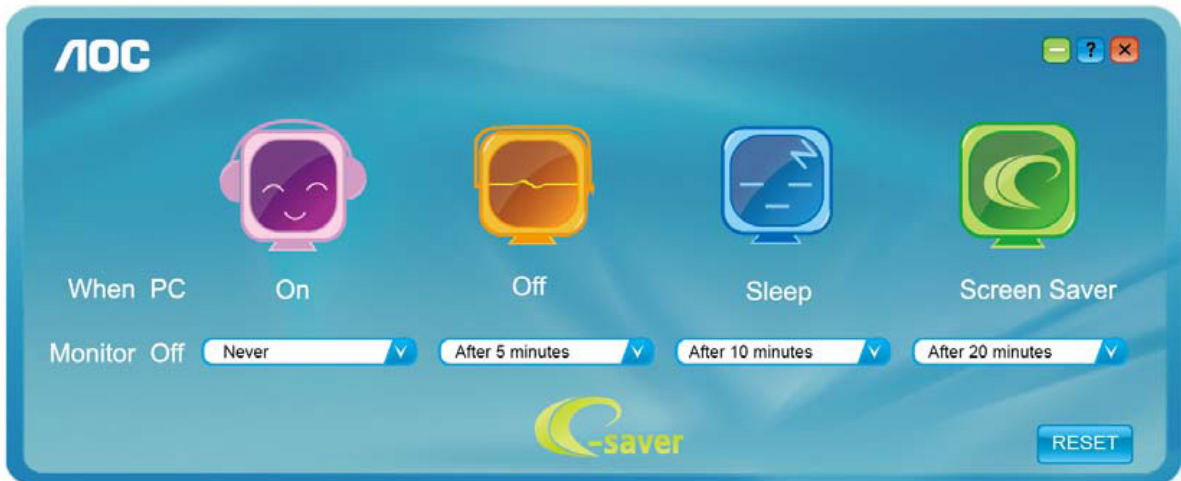 AOC
?
On
Off
Sleep
Screen Saver
When PC
Monitor Off
Never
After 5 minutes
After 10 minutes
After 20 minutes
e-saver
RESET